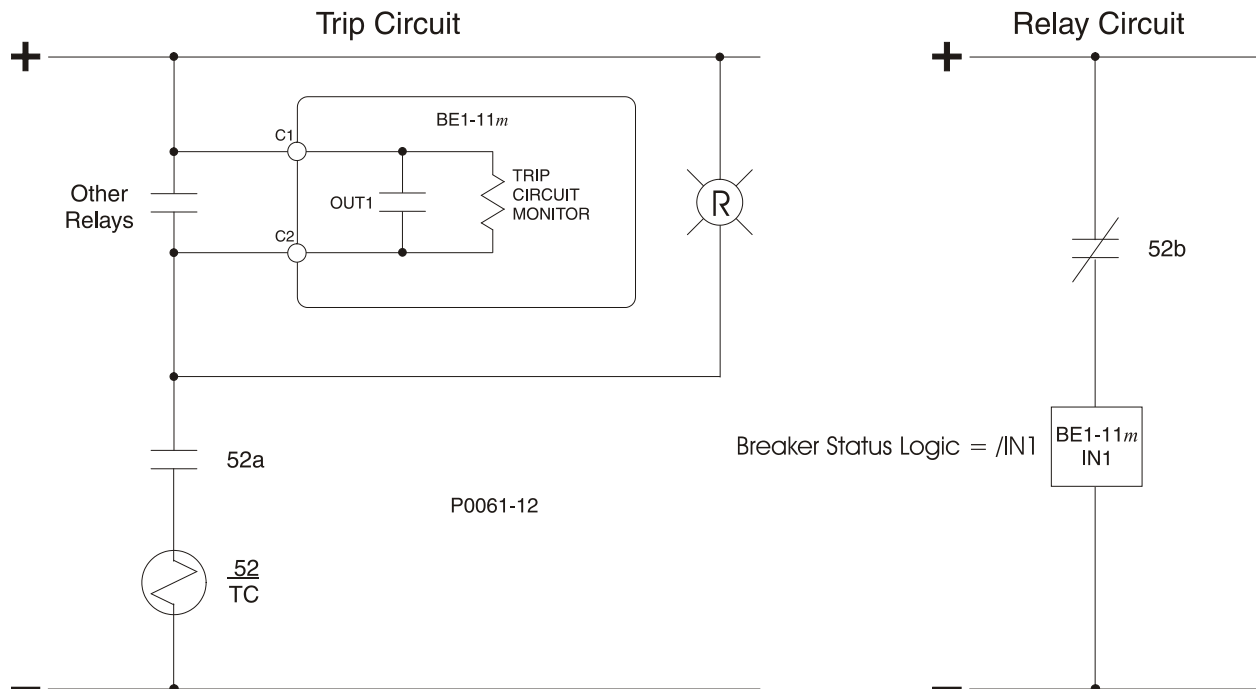 Trip Circuit
Relay Circuit
+
+
BE1-11m
C1
Other
Relays
OUT1
TRIP
CIRCUIT
MONITOR
C2
R
52b
52a
Breaker Status Logic = /IN1
BE1-11m
IN1
P0061-12
52
TC
–
–